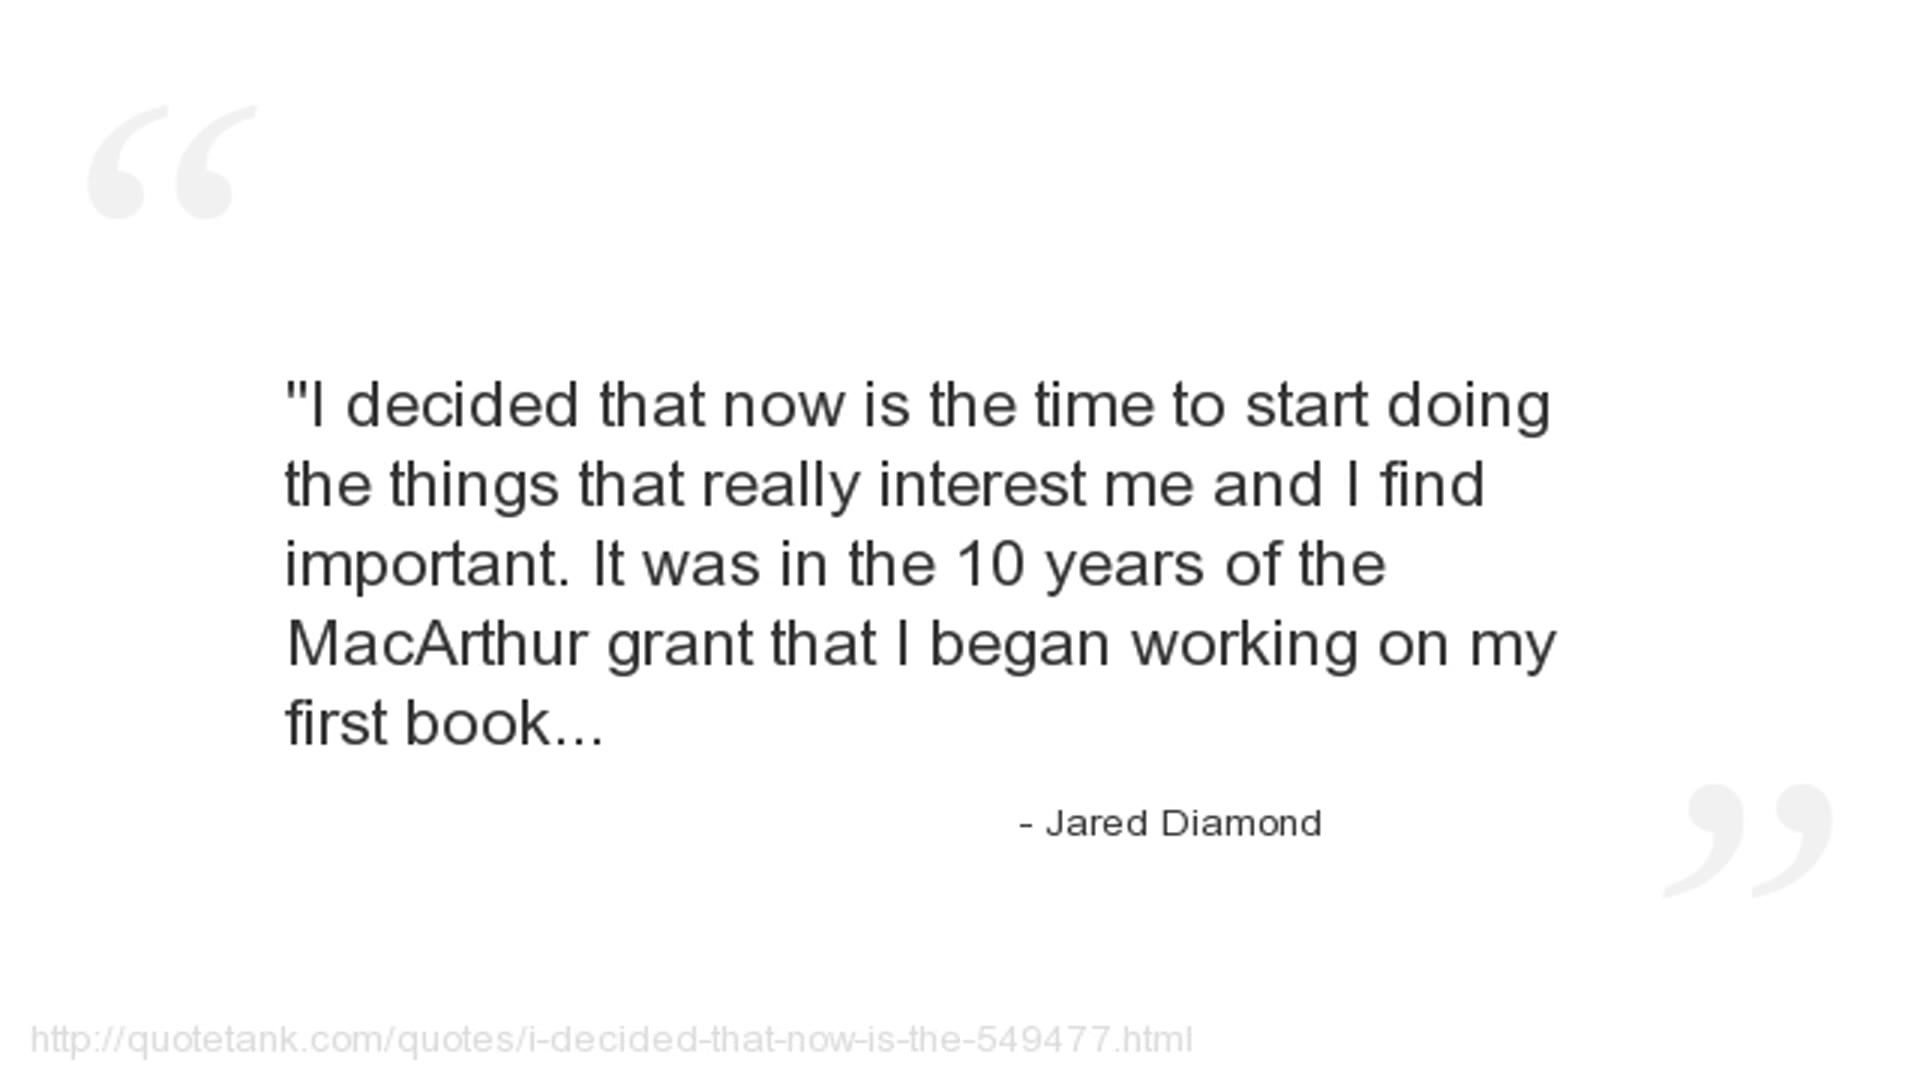 "I decided that now is the time to start doing
the things that really interest me and I find
important. It was in the 10 years of the
MacArthur grant that I began working on my
first book...
- Jared Diamond
http://quotetank.com/quotes/i-decided-that-now-is-the-549477.html